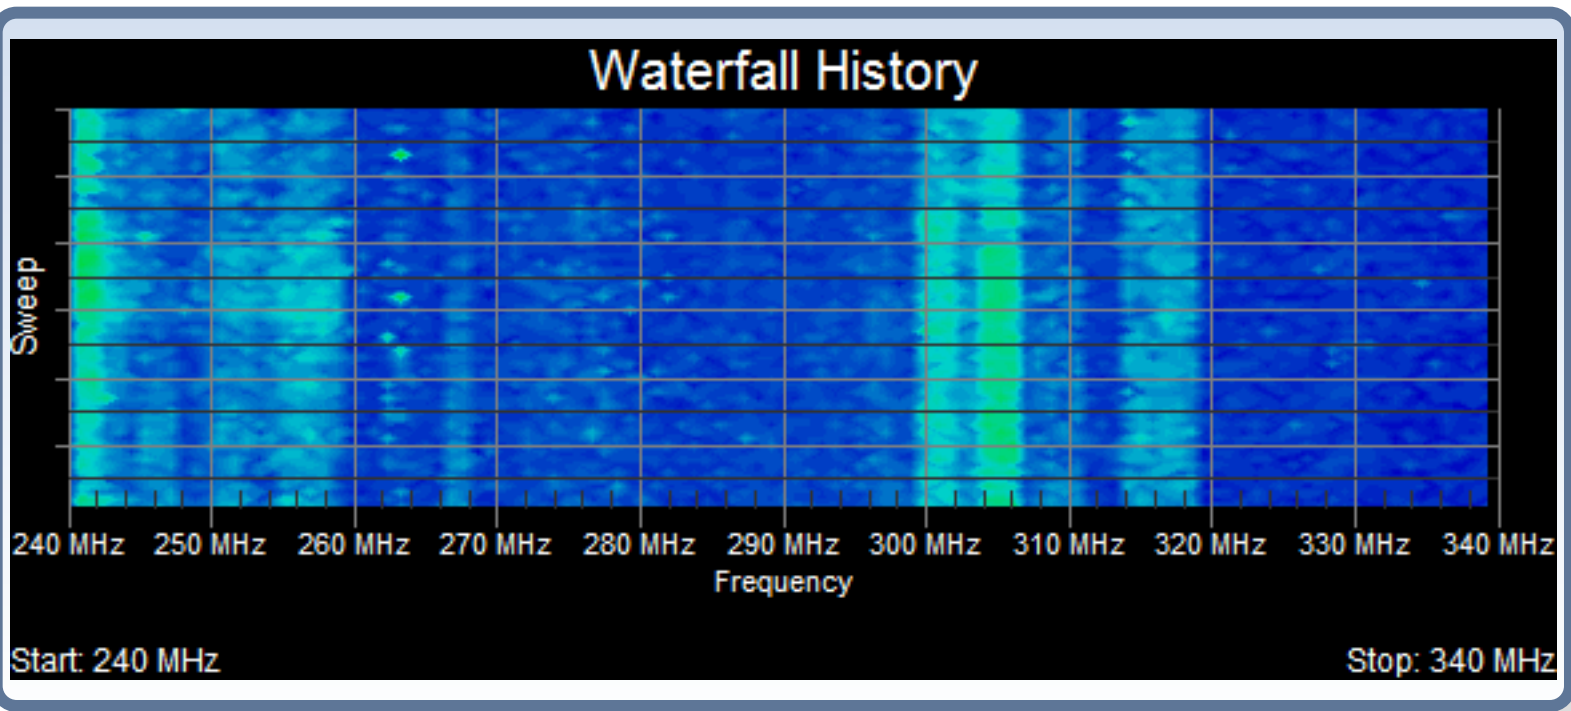 Waterfall History
Sweep
240 MHz 250 MHz 260 MHz 270 MHz 280 MHz 290 MHz 300 MHz 310 MHz 320 MHz 330 MHz 340 MHz
Frequency
Start: 240 MHz Stop: 340 MHz